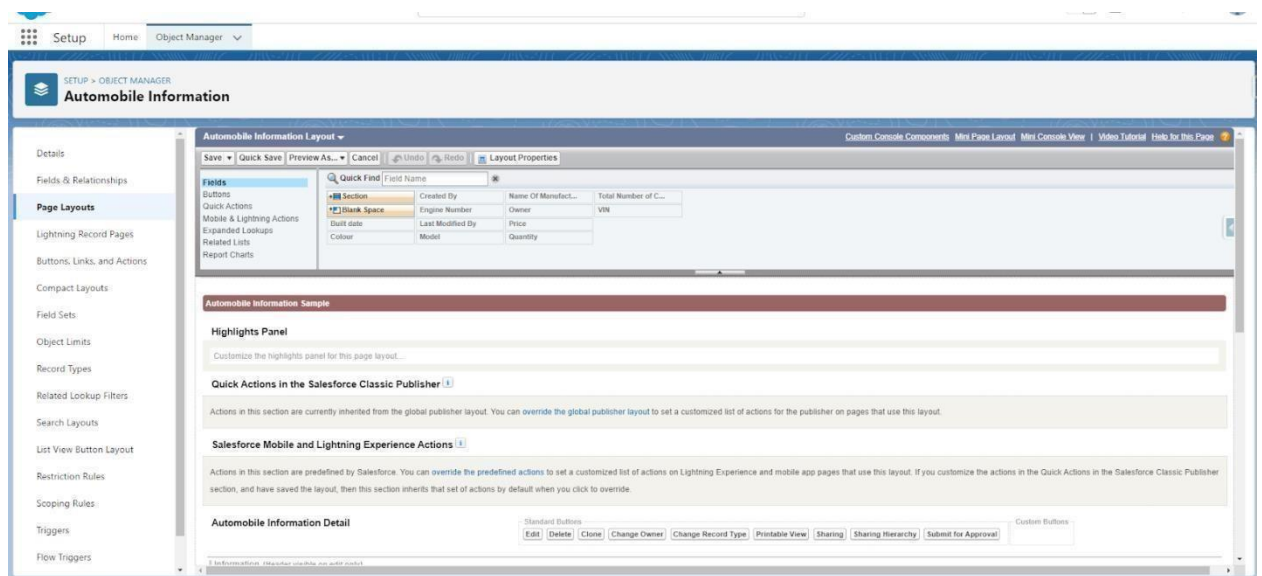 Setup Home Object Manager
SETUP > OBJECT MANAGER
Automobile Information
Details
Fields & Relationships
Page Layouts
Lightning Record Pages
Buttons, Links, and Actions
Compact Layouts
Field Sets
Object Limits
Record Types
Related Lookup Filters
Search Layouts
List View Button Layout
Restriction Rules
Scoping Rules
Triggers
Flow Triggers
Automobile Information Layout
Custom Console Components Mini Page Layout Mini Console View | Video Tutorial Help for this Page
Save Quick Save Preview As... Cancel Undo Redo Layout Properties
Fields
Buttons
Quick Actions
Mobile & Lightning Actions
Expanded Lookups
Related Lists
Report Charts
Quick Find Field Name
Section Created By Name Of Manufact... Total Number of C...
Blank Space Engine Number Owner VIN
Built date Last Modified By Price
Colour Model Quantity
Automobile Information Sample
Highlights Panel
Customize the highlights panel for this page layout...
Quick Actions in the Salesforce Classic Publisher
Actions in this section are currently inherited from the global publisher layout. You can override the global publisher layout to set a customized list of actions for the publisher on pages that use this layout.
Salesforce Mobile and Lightning Experience Actions
Actions in this section are predefined by Salesforce. You can override the predefined actions to set a customized list of actions on Lightning Experience and mobile app pages that use this layout. If you customize the actions in the Quick Actions in the Salesforce Classic Publisher
section, and have saved the layout, then this section inherits that set of actions by default when you click to override.
Automobile Information Detail
Standard Buttons
Edit Delete Clone Change Owner Change Record Type Printable View Sharing Sharing Hierarchy Submit for Approval
Custom Buttons
Information (Header visible on edit only)